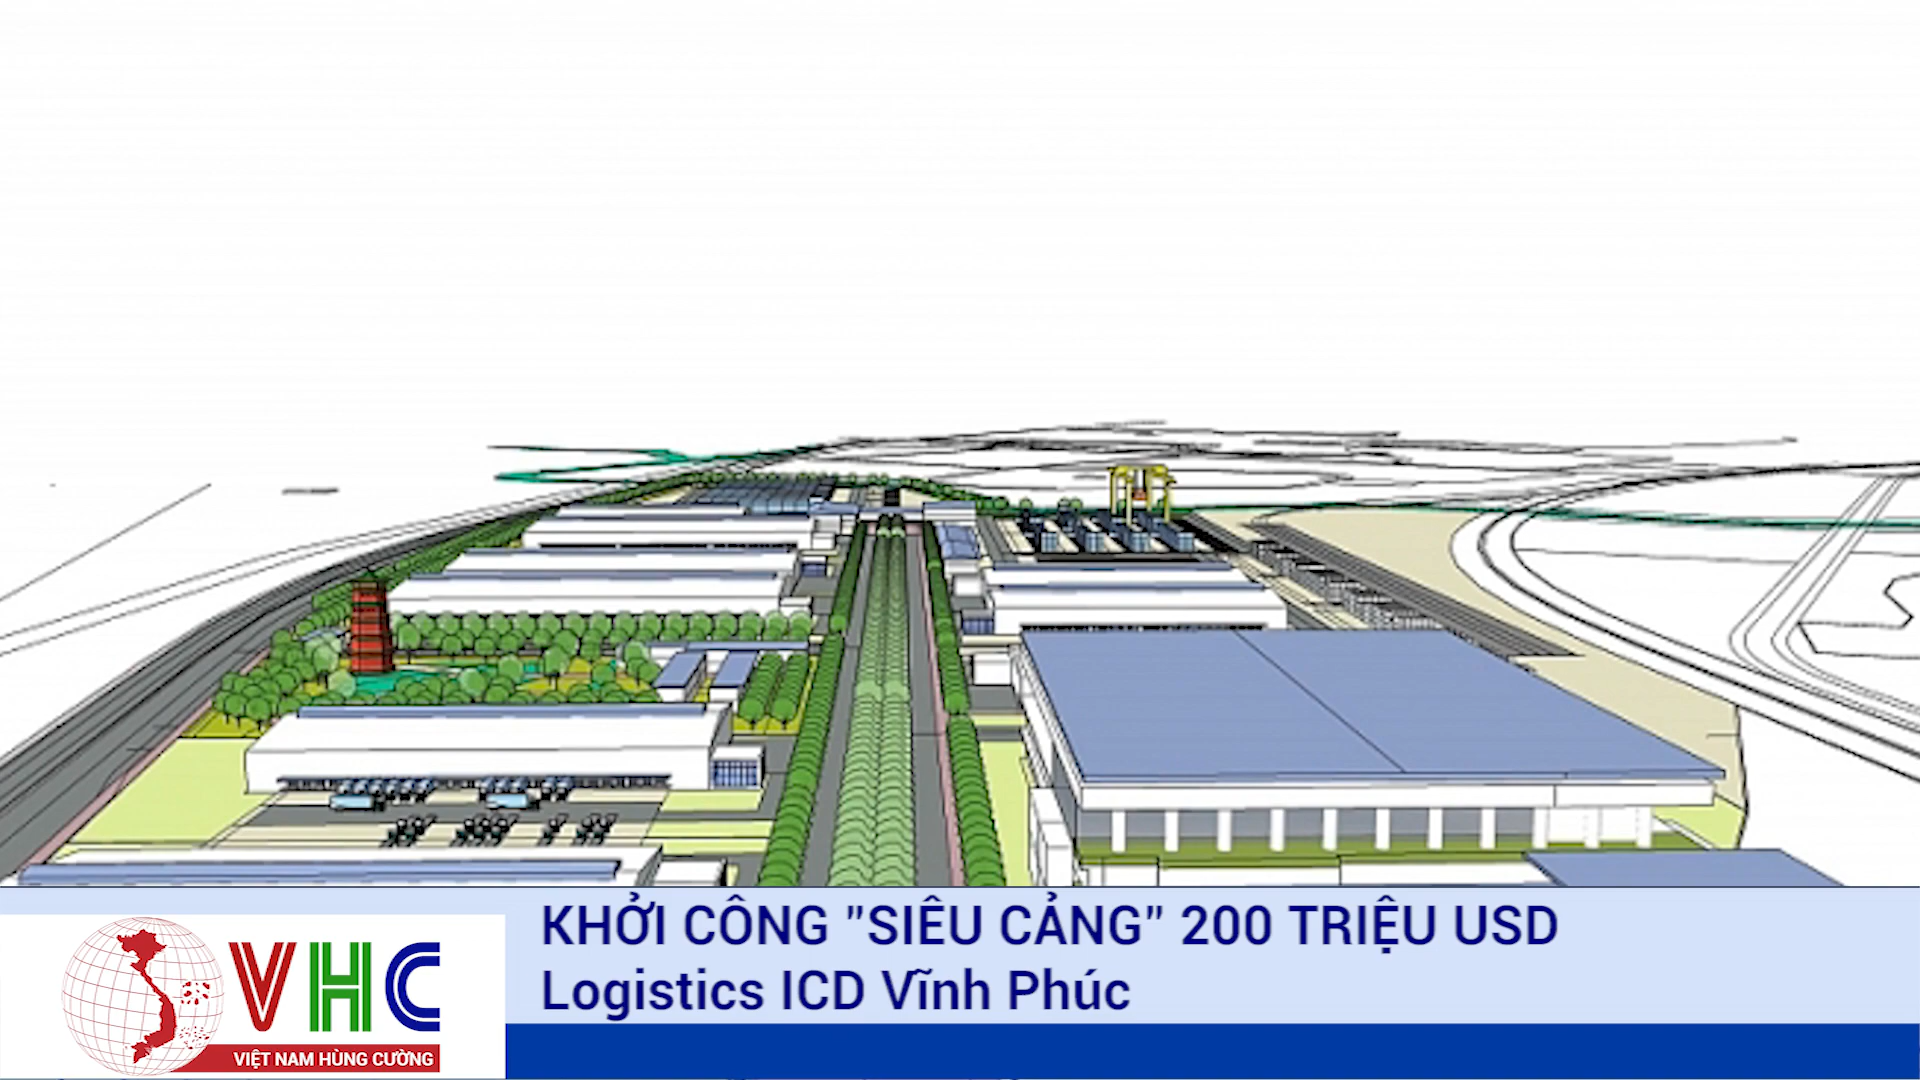 KHỞI CÔNG "SIÊU CẢNG" 200 TRIỆU USD
Logistics ICD Vĩnh Phúc
VHC
VIỆT NAM HÙNG CƯỜNG